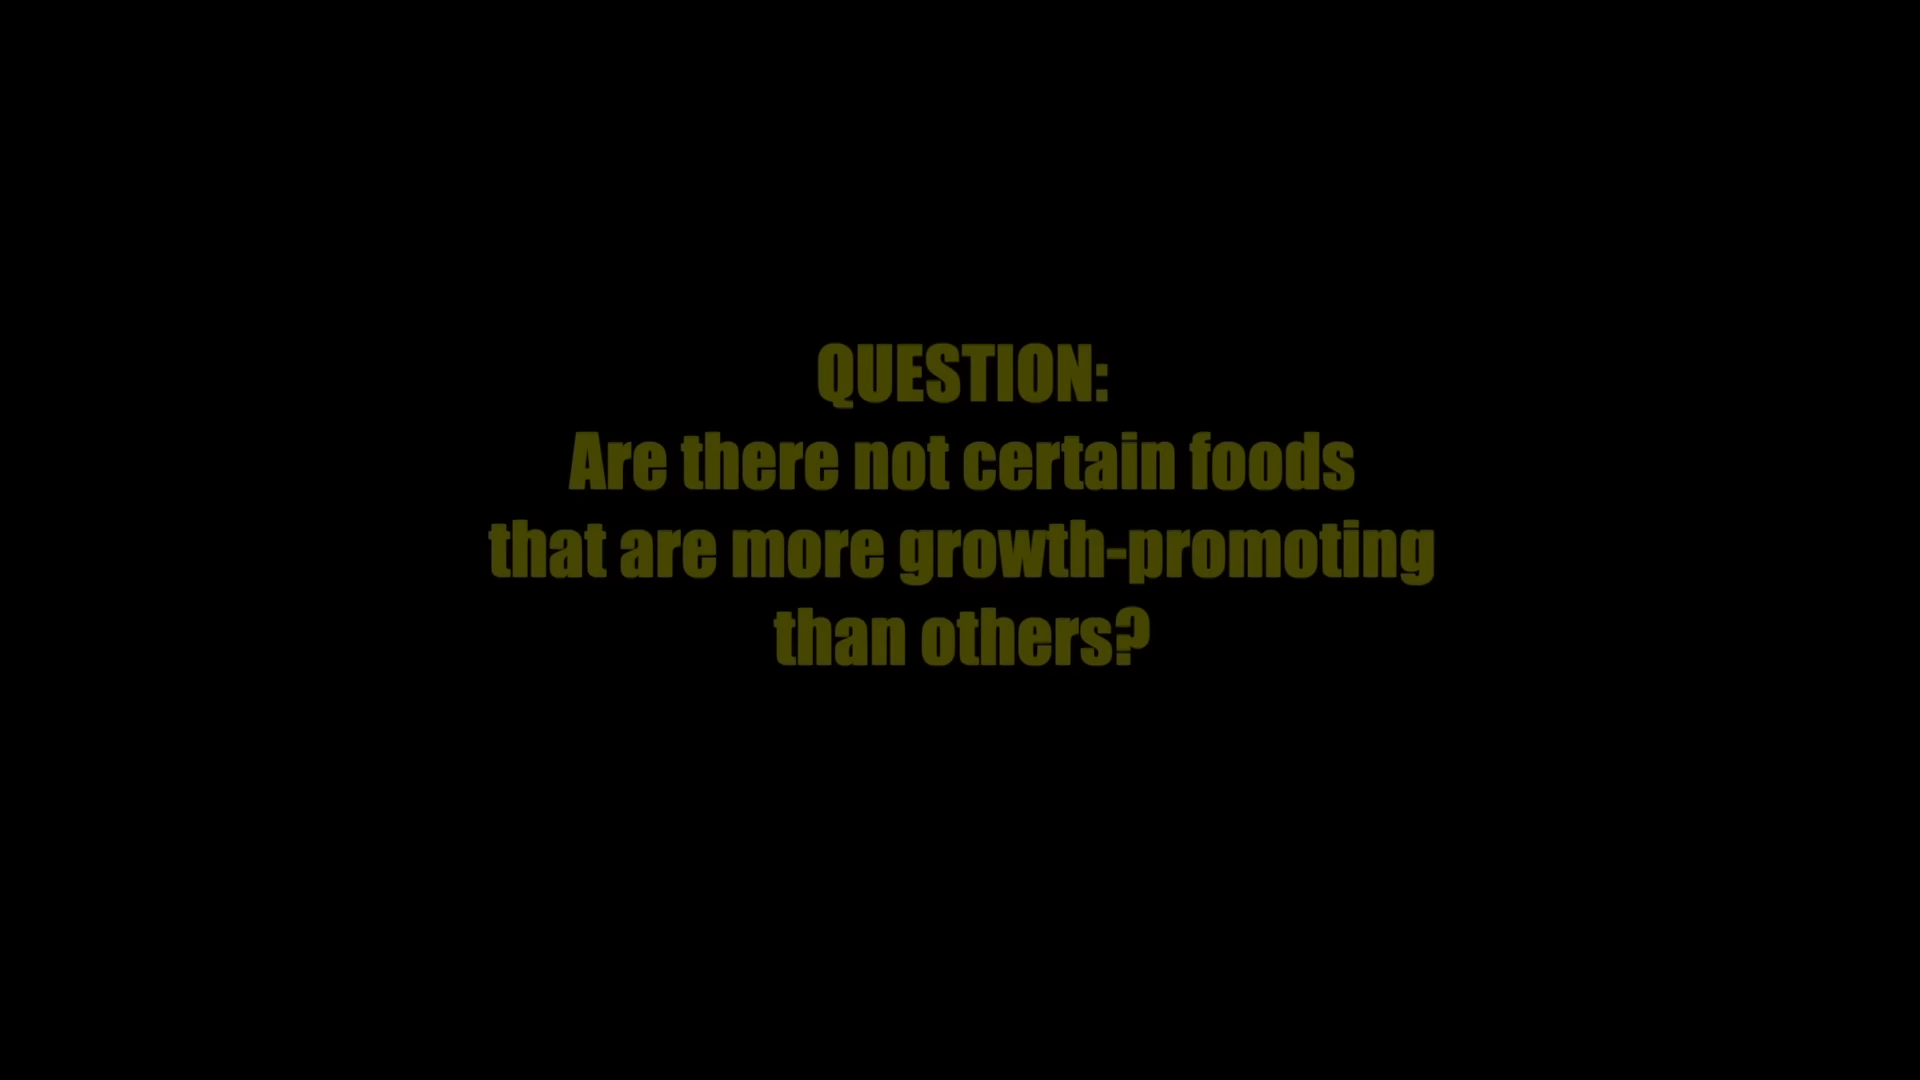 QUESTION:
Are there not certain foods
that are more growth-promoting
than others?